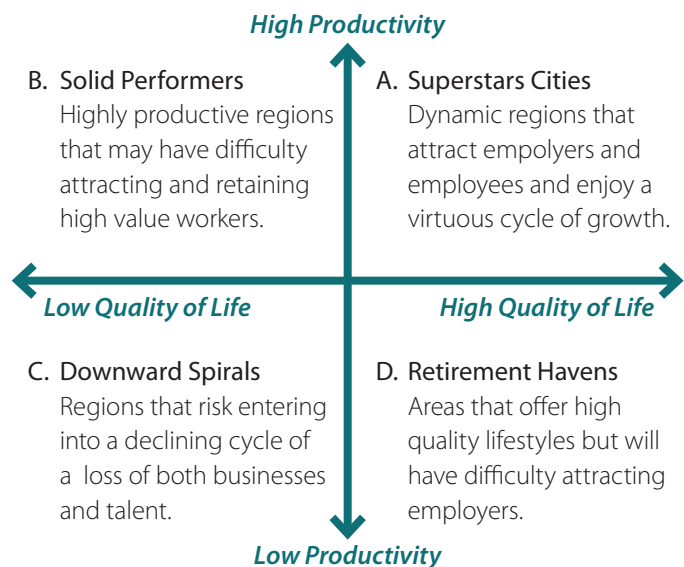 High Productivity
B. Solid Performers
Highly productive regions
that may have difficulty
attracting and retaining
high value workers.
A. Superstars Cities
Dynamic regions that
attract empolyers and
employees and enjoy a
virtuous cycle of growth.
Low Quality of Life
High Quality of Life
C. Downward Spirals
Regions that risk entering
into a declining cycle of
a loss of both businesses
and talent.
D. Retirement Havens
Areas that offer high
quality lifestyles but will
have difficulty attracting
employers.
Low Productivity